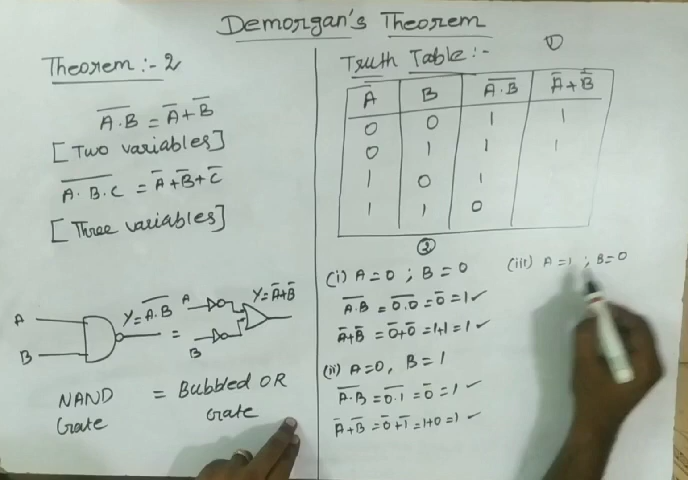 Demorgan's Theorem
Theorem :- 2
A̅.̅B̅ = A̅+B̅
[Two variables]
A̅.̅B̅.̅C̅ = A̅+B̅+C̅
[Three variables]
A
B
Y=A̅.̅B̅
=
A
B
Y=A̅+B̅
NAND = Bubbled OR
Gate Gate
Truth Table :- ①
A B A̅.̅B̅ A̅+B̅
0 0 1 1
0 1 1 1
1 0 1
1 1 0
②
(i) A=0 ; B=0
A̅.̅B̅ = 0̅.̅0̅ = 0̅ = 1 ✓
A̅+B̅ = 0̅+0̅ = 1+1 = 1 ✓
(ii) A=0, B=1
A̅.̅B̅ = 0̅.̅1̅ = 0̅ = 1 ✓
A̅+B̅ = 0̅+1̅ = 1+0 = 1 ✓
(iii) A=1 ; B=0